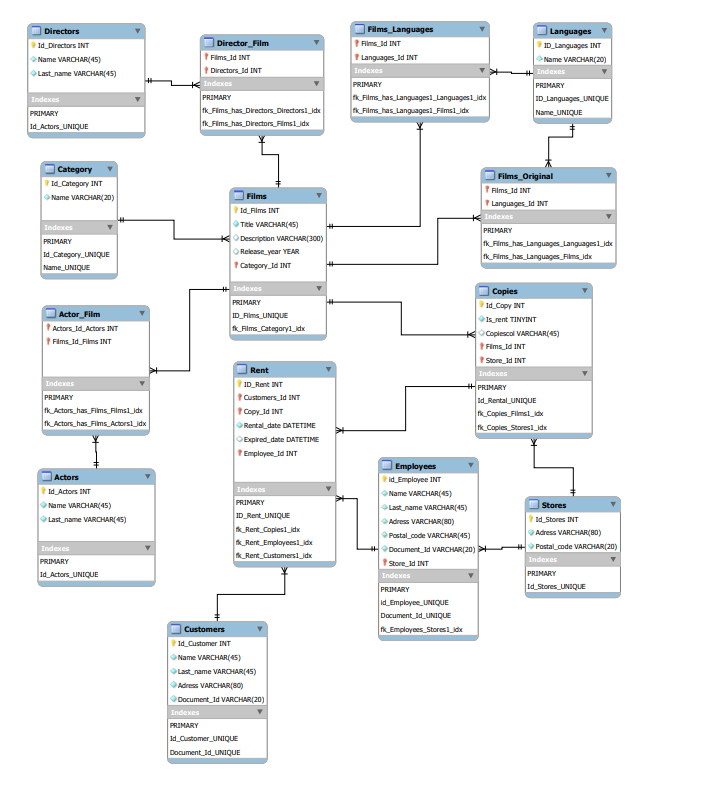 Directors
Id_Directors INT
Name VARCHAR(45)
Last_name VARCHAR(45)
Indexes
PRIMARY
Id_Actors_UNIQUE
Director_Film
Films_Id INT
Directors_Id INT
Indexes
PRIMARY
fk_Films_has_Directors_Directors1_idx
fk_Films_has_Directors_Films1_idx
Films_Languages
Films_Id INT
Languages_Id INT
Indexes
PRIMARY
fk_Films_has_Languages1_Languages1_idx
fk_Films_has_Languages1_Films1_idx
Languages
ID_Languages INT
Name VARCHAR(20)
Indexes
PRIMARY
ID_Languages_UNIQUE
Name_UNIQUE
Category
Id_Category INT
Name VARCHAR(20)
Indexes
PRIMARY
Id_Category_UNIQUE
Name_UNIQUE
Films
Id_Films INT
Title VARCHAR(45)
Description VARCHAR(300)
Release_year YEAR
Category_Id INT
Indexes
PRIMARY
ID_Films_UNIQUE
fk_Films_Category1_idx
Films_Original
Films_Id INT
Languages_Id INT
Indexes
PRIMARY
fk_Films_has_Languages_Languages1_idx
fk_Films_has_Languages_Films_idx
Actor_Film
Actors_Id_Actors INT
Films_Id_Films INT
Indexes
PRIMARY
fk_Actors_has_Films_Films1_idx
fk_Actors_has_Films_Actors1_idx
Copies
Id_Copy INT
Is_rent TINYINT
Copiescol VARCHAR(45)
Films_Id INT
Store_Id INT
Indexes
PRIMARY
Id_Rental_UNIQUE
fk_Copies_Films1_idx
fk_Copies_Stores1_idx
Rent
ID_Rent INT
Customers_Id INT
Copy_Id INT
Rental_date DATETIME
Expired_date DATETIME
Employee_Id INT
Indexes
PRIMARY
ID_Rent_UNIQUE
fk_Rent_Copies1_idx
fk_Rent_Employees1_idx
fk_Rent_Customers1_idx
Actors
Id_Actors INT
Name VARCHAR(45)
Last_name VARCHAR(45)
Indexes
PRIMARY
Id_Actors_UNIQUE
Employees
id_Employee INT
Name VARCHAR(45)
Last_name VARCHAR(45)
Adress VARCHAR(80)
Postal_code VARCHAR(45)
Document_Id VARCHAR(20)
Store_Id INT
Indexes
PRIMARY
id_Employee_UNIQUE
Document_Id_UNIQUE
fk_Employees_Stores1_idx
Stores
Id_Stores INT
Adress VARCHAR(80)
Postal_code VARCHAR(20)
Indexes
PRIMARY
Id_Stores_UNIQUE
Customers
Id_Customer INT
Name VARCHAR(45)
Last_name VARCHAR(45)
Adress VARCHAR(80)
Document_Id VARCHAR(20)
Indexes
PRIMARY
Id_Customer_UNIQUE
Document_Id_UNIQUE